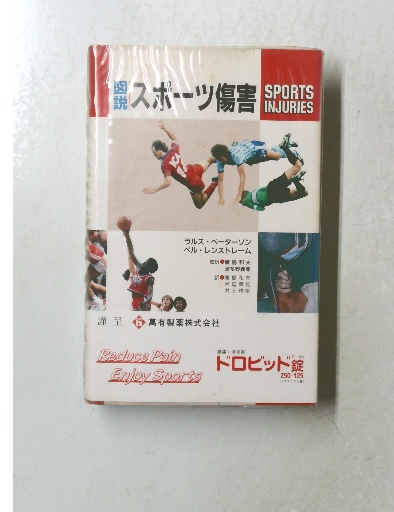 図説 スポーツ傷害 SPORTS INJURIES
ラルス・ペーターソン
ペル・レンストレーム
謹呈 萬有製薬株式会社
Reduce Pain
Enjoy Sports
ドロビッド錠
250・125